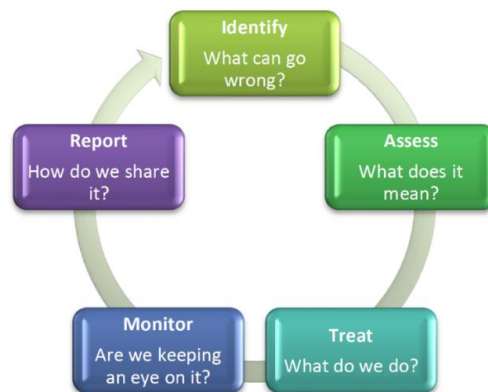 Identify
What can go
wrong?
Assess
What does it
mean?
Treat
What do we do?
Monitor
Are we keeping
an eye on it?
Report
How do we share
it?